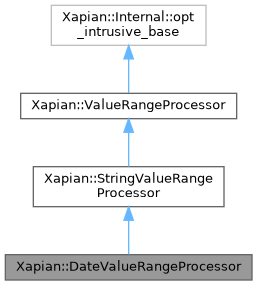 Xapian::Internal::opt
_intrusive_base
Xapian::ValueRangeProcessor
Xapian::StringValueRange
Processor
Xapian::DateValueRangeProcessor